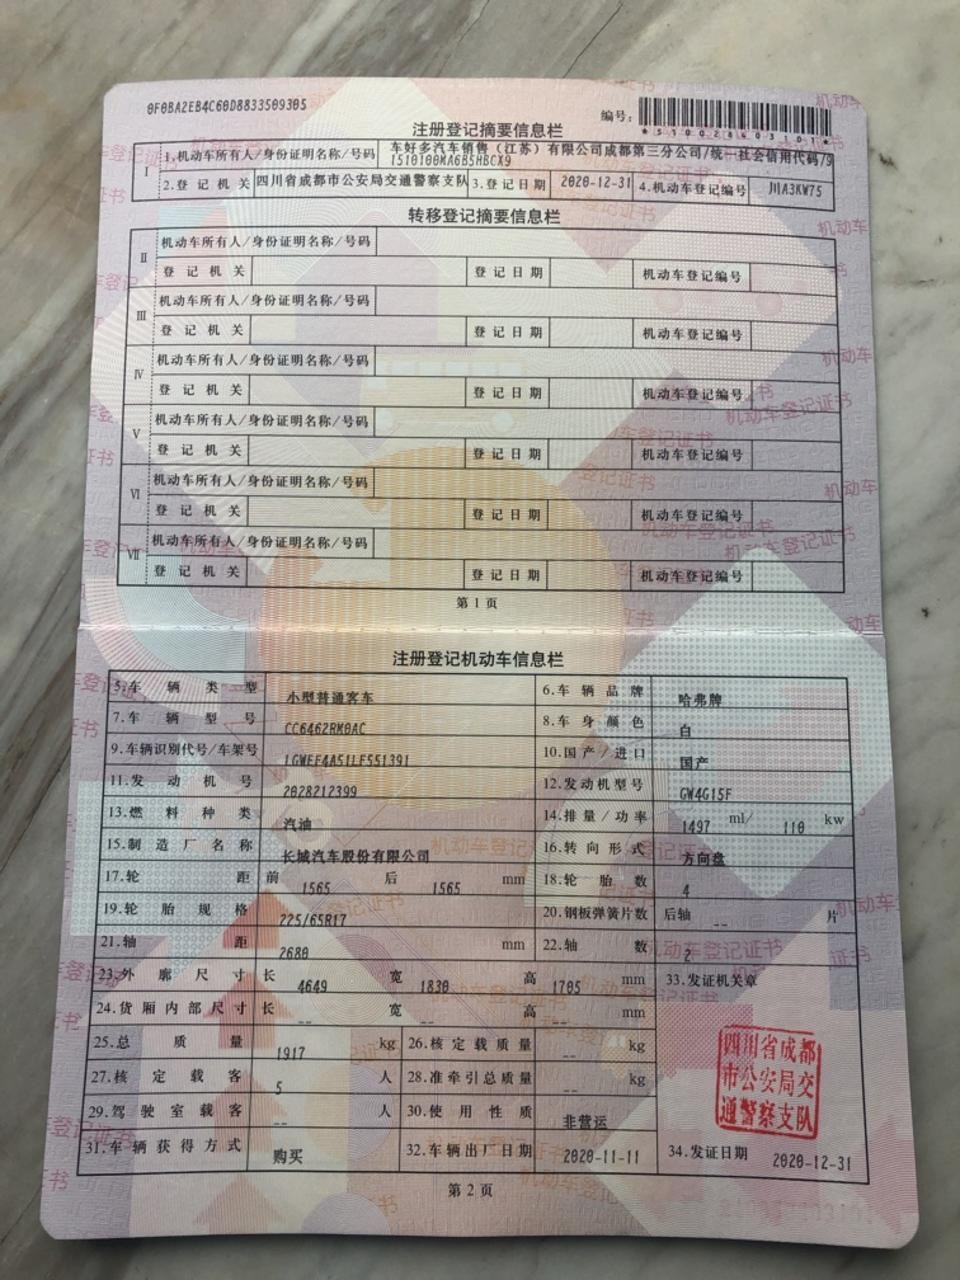 0F0BA2EB4C60D8833509305
编号:
*510028403101*
注册登记摘要信息栏
I 1.机动车所有人/身份证明名称/号码 车好多汽车销售（江苏）有限公司成都第三分公司/统一社会信用代码/9
1510100MA6B5HBCX9
2.登记机关 四川省成都市公安局交通警察支队 3.登记日期 2020-12-31 4.机动车登记编号 川A3KW75
转移登记摘要信息栏
Ⅱ 机动车所有人/身份证明名称/号码
登记机关 登记日期 机动车登记编号
Ⅲ 机动车所有人/身份证明名称/号码
登记机关 登记日期 机动车登记编号
Ⅳ 机动车所有人/身份证明名称/号码
登记机关 登记日期 机动车登记编号
Ⅴ 机动车所有人/身份证明名称/号码
登记机关 登记日期 机动车登记编号
Ⅵ 机动车所有人/身份证明名称/号码
登记机关 登记日期 机动车登记编号
Ⅶ 机动车所有人/身份证明名称/号码
登记机关 登记日期 机动车登记编号
第1页
注册登记机动车信息栏
5.车辆类型 小型普通客车 6.车辆品牌 哈弗牌
7.车辆型号 CC6462RM0AC 8.车身颜色 白
9.车辆识别代号/车架号 LGWEF4A51LF551391 10.国产/进口 国产
11.发动机号 2028212399 12.发动机型号 GW4G15F
13.燃料种类 汽油 14.排量/功率 1497 ml/ 110 kw
15.制造厂名称 长城汽车股份有限公司 16.转向形式 方向盘
17.轮距 前 1565 后 1565 mm 18.轮胎数 4
19.轮胎规格 225/65R17 20.钢板弹簧片数 后轴 -- 片
21.轴距 2680 mm 22.轴数 2
23.外廓尺寸 长 4649 宽 1830 高 1705 mm 33.发证机关章
24.货厢内部尺寸 长 -- 宽 -- 高 -- mm
25.总质量 1917 kg 26.核定载质量 -- kg
27.核定载客 5 人 28.准牵引总质量 -- kg
四川省成都
市公安局交
通警察支队
29.驾驶室载客 -- 人 30.使用性质 非营运
31.车辆获得方式 购买 32.车辆出厂日期 2020-11-11 34.发证日期 2020-12-31
第2页